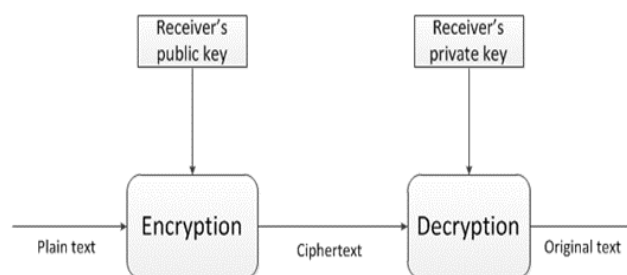 Receiver's
public key
Receiver's
private key
Encryption
Decryption
Plain text
Ciphertext
Original text